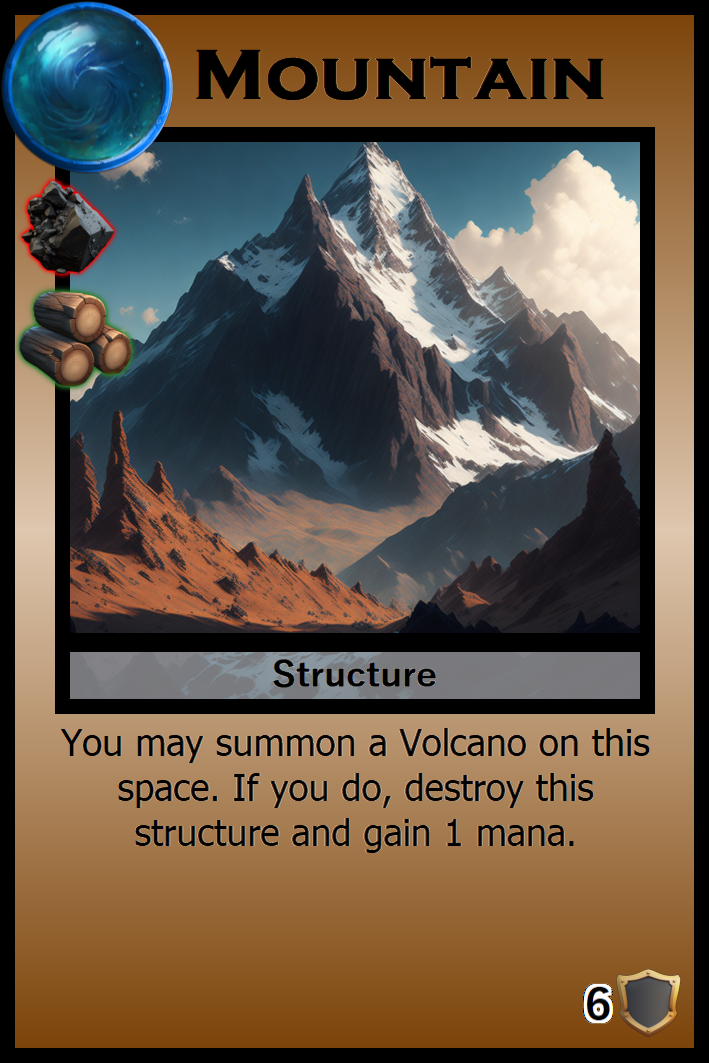 Mountain
Structure
You may summon a Volcano on this
space. If you do, destroy this
structure and gain 1 mana.
6